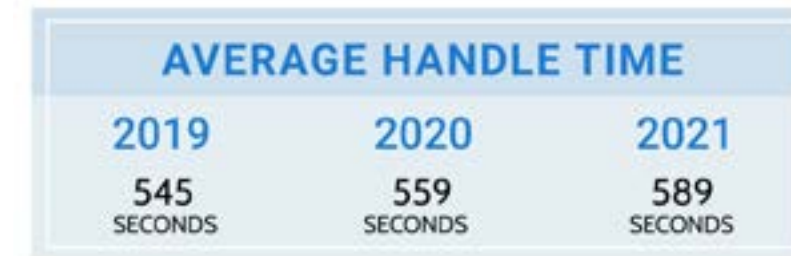 AVERAGE HANDLE TIME
2019 2020 2021
545 559 589
SECONDS SECONDS SECONDS